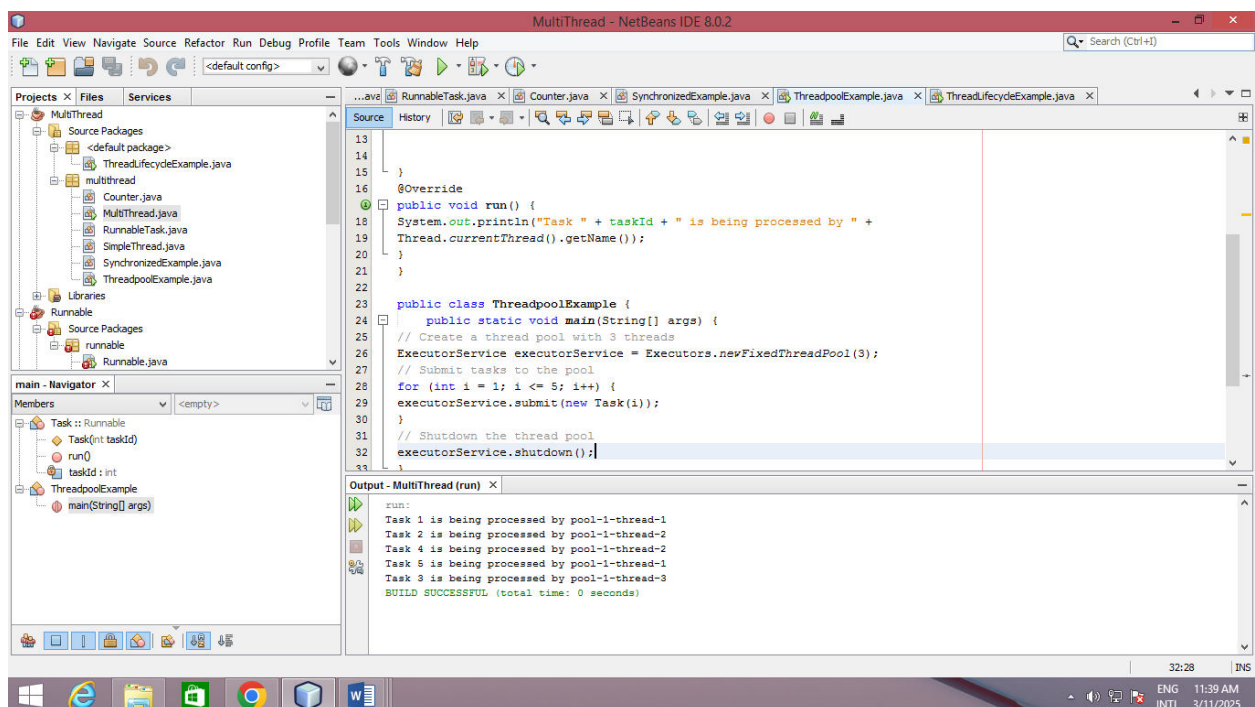 MultiThread - NetBeans IDE 8.0.2
File Edit View Navigate Source Refactor Run Debug Profile Team Tools Window Help
Search (Ctrl+I)
<default config>
Projects Files Services
MultiThread
Source Packages
<default package>
ThreadLifecycleExample.java
multithread
Counter.java
MultiThread.java
RunnableTask.java
SimpleThread.java
SynchronizedExample.java
ThreadpoolExample.java
Libraries
Runnable
Source Packages
runnable
Runnable.java
main - Navigator
Members <empty>
Task :: Runnable
Task(int taskId)
run()
taskId : int
ThreadpoolExample
main(String[] args)
...ava RunnableTask.java Counter.java SynchronizedExample.java ThreadpoolExample.java ThreadLifecycleExample.java
Source History
13
14
15 }
16 @Override
public void run() {
18 System.out.println("Task " + taskId + " is being processed by " +
19 Thread.currentThread().getName());
20 }
21 }
22
23 public class ThreadpoolExample {
24 public static void main(String[] args) {
25 // Create a thread pool with 3 threads
26 ExecutorService executorService = Executors.newFixedThreadPool(3);
27 // Submit tasks to the pool
28 for (int i = 1; i <= 5; i++) {
29 executorService.submit(new Task(i));
30 }
31 // Shutdown the thread pool
32 executorService.shutdown();
33 }
Output - MultiThread (run)
run:
Task 1 is being processed by pool-1-thread-1
Task 2 is being processed by pool-1-thread-2
Task 4 is being processed by pool-1-thread-2
Task 5 is being processed by pool-1-thread-1
Task 3 is being processed by pool-1-thread-3
BUILD SUCCESSFUL (total time: 0 seconds)
32:28 INS
ENG 11:39 AM
INTL 3/11/2025